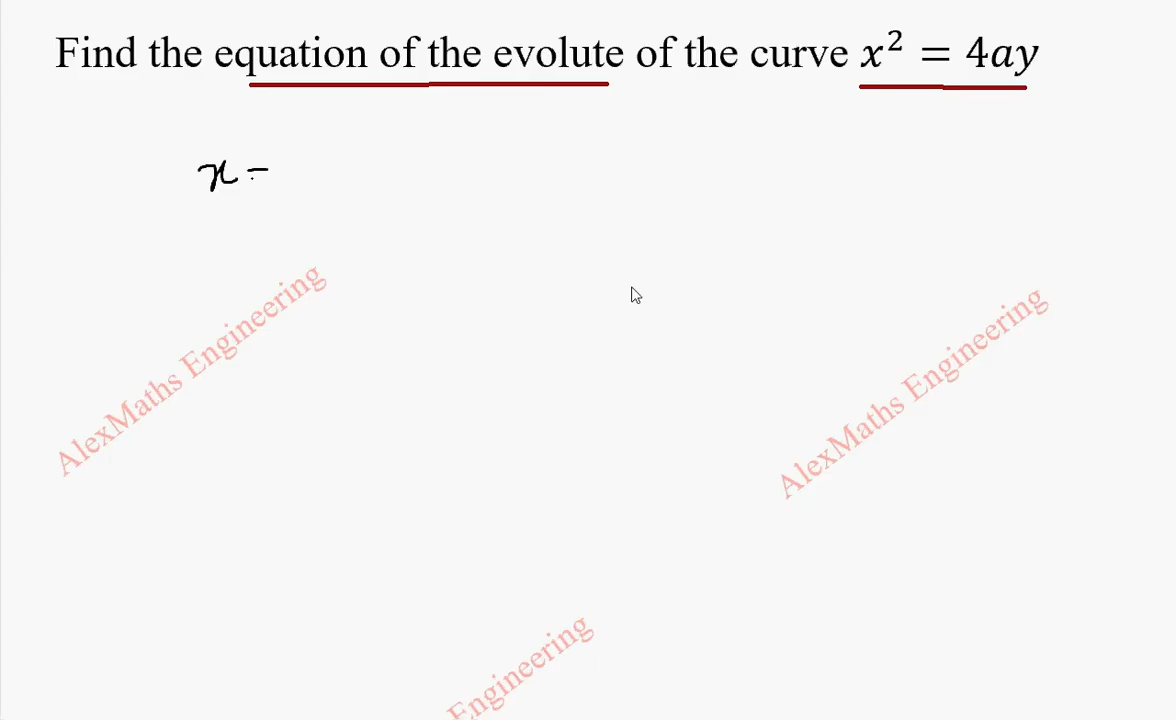 Find the equation of the evolute of the curve x² = 4ay
x =
AlexMaths Engineering
AlexMaths Engineering
Engineering